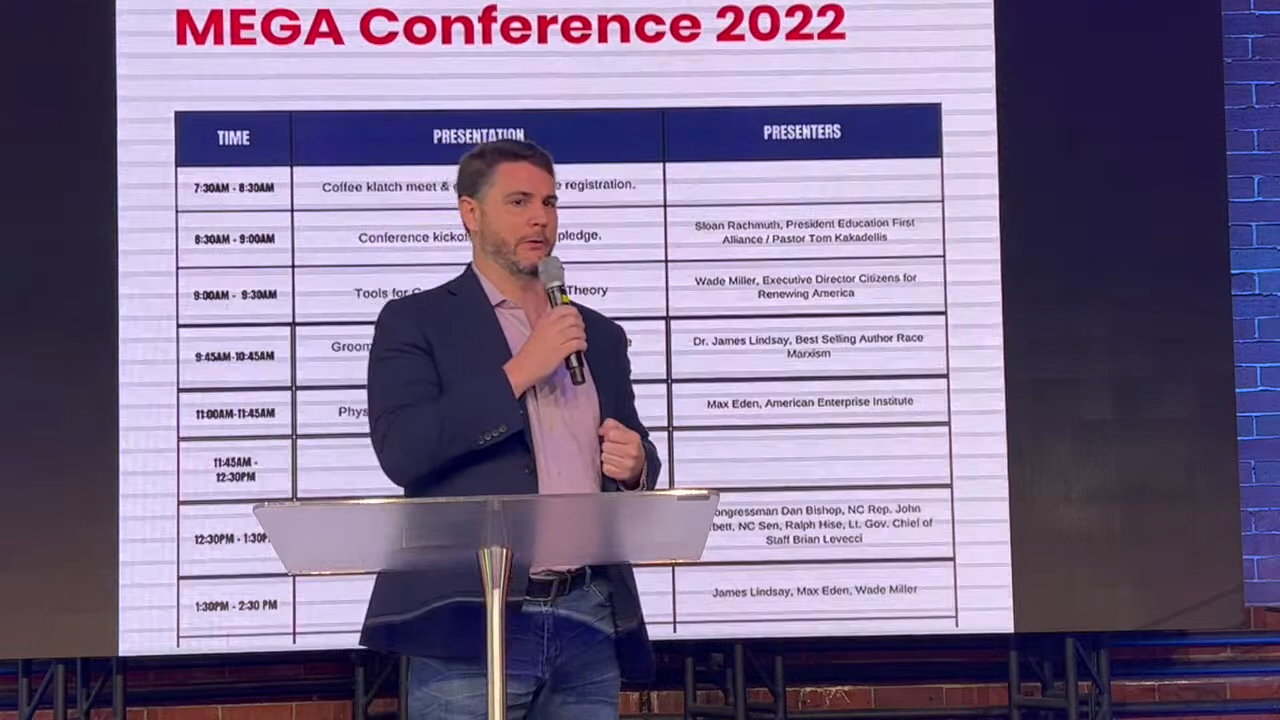 MEGA Conference 2022
TIME
PRESENTATION
PRESENTERS
7:30AM - 8:30AM
Coffee klatch meet & registration.
8:30AM - 9:00AM
Conference pledge.
Sloan Rachmuth, President Education First
Alliance / Pastor Tom Kakadellis
9:00AM - 9:30AM
Tools for Theory
Wade Miller, Executive Director Citizens for
Renewing America
9:45AM-10:45AM
Groom
Dr. James Lindsay, Best Selling Author Race
Marxism
11:00AM-11:45AM
Phys
Max Eden, American Enterprise Institute
11:45AM -
12:30PM
12:30PM - 1:30P
ongressman Dan Bishop, NC Rep. John
bett, NC Sen, Ralph Hise, Lt. Gov. Chief of
Staff Brian Levecci
1:30PM - 2:30 PM
James Lindsay, Max Eden, Wade Miller